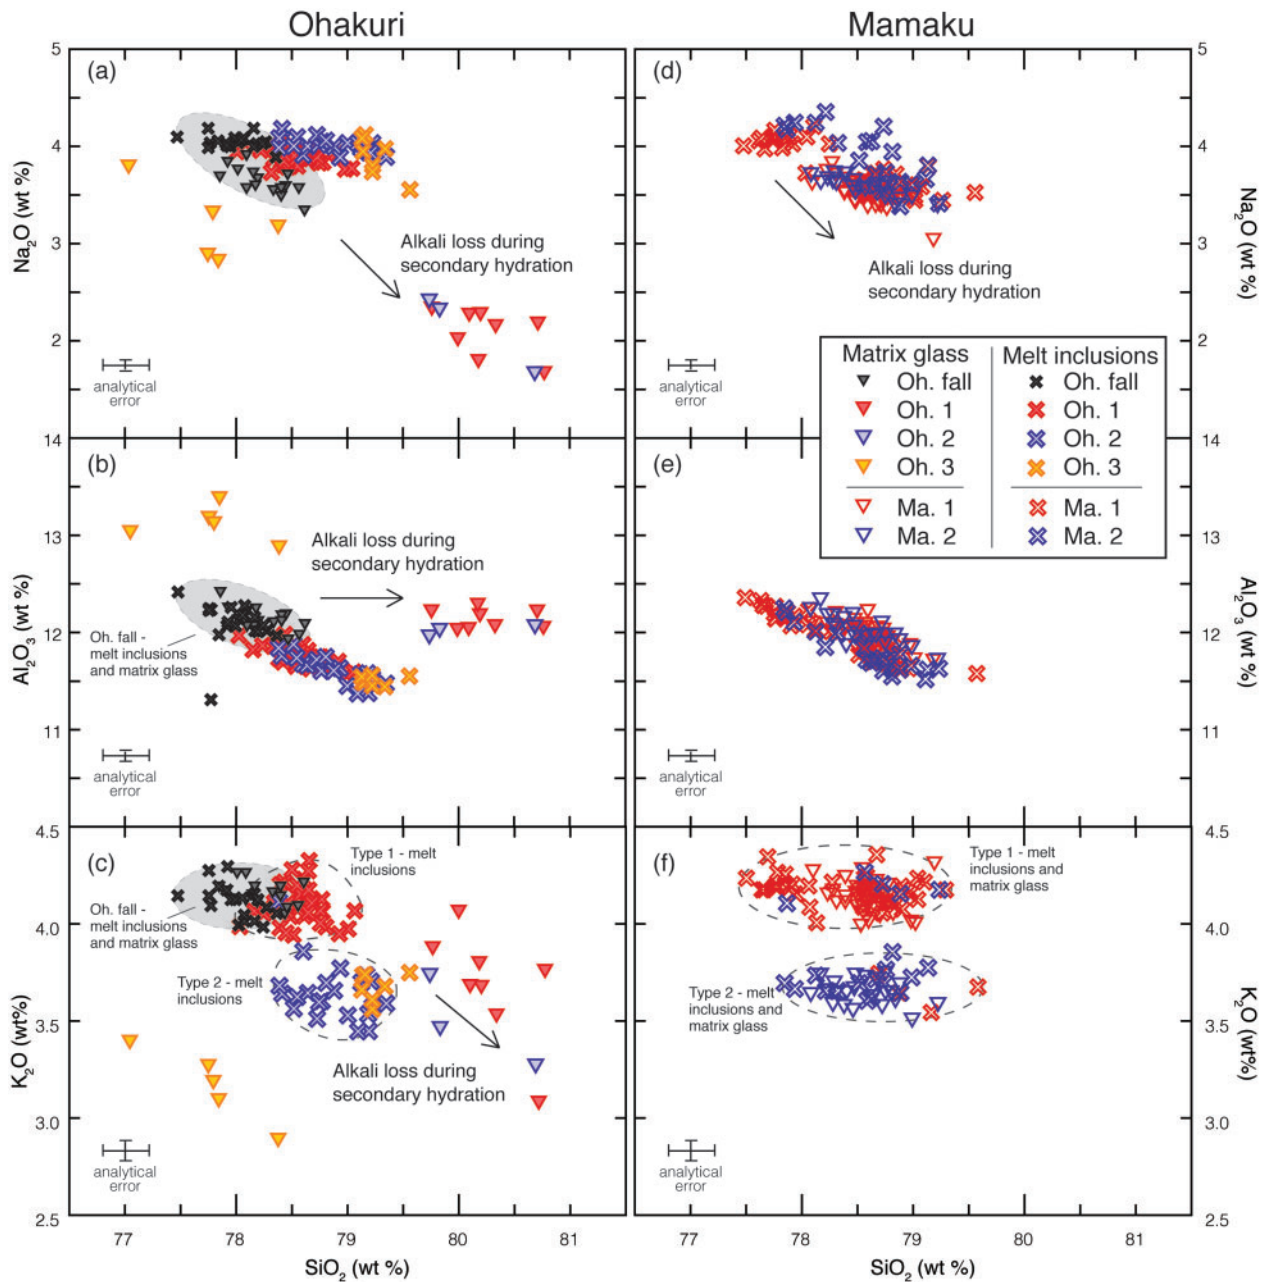 Ohakuri
Mamaku
5
4
3
2
14
13
12
11
4.5
4.0
3.5
3.0
2.5
Na2O (wt %)
Al2O3 (wt %)
K2O (wt%)
(a)
Alkali loss during
secondary hydration
analytical
error
(b)
Alkali loss during
secondary hydration
Oh. fall -
melt inclusions
and matrix glass
analytical
error
(c)
Type 1 - melt
inclusions
Oh. fall -
melt inclusions
and matrix glass
Type 2 - melt
inclusions
Alkali loss during
secondary hydration
analytical
error
77 78 79 80 81
SiO2 (wt %)
(d)
Alkali loss during
secondary hydration
analytical
error
Matrix glass
Oh. fall
Oh. 1
Oh. 2
Oh. 3
Ma. 1
Ma. 2
Melt inclusions
Oh. fall
Oh. 1
Oh. 2
Oh. 3
Ma. 1
Ma. 2
(e)
analytical
error
(f)
Type 1 - melt
inclusions and
matrix glass
Type 2 - melt
inclusions and
matrix glass
analytical
error
77 78 79 80 81
SiO2 (wt %)
5
4
3
2
14
13
12
11
4.5
4.0
3.5
3.0
2.5
Na2O (wt %)
Al2O3 (wt %)
K2O (wt%)